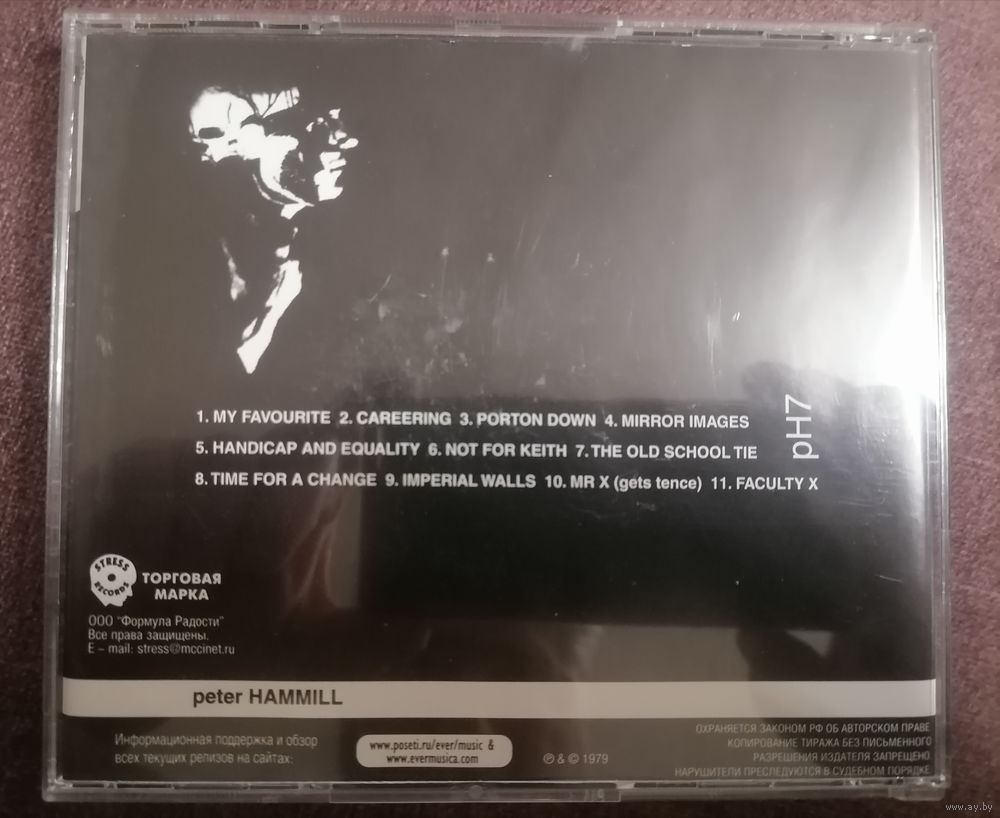 1. MY FAVOURITE 2. CAREERING 3. PORTON DOWN 4. MIRROR IMAGES
5. HANDICAP AND EQUALITY 6. NOT FOR KEITH 7. THE OLD SCHOOL TIE
8. TIME FOR A CHANGE 9. IMPERIAL WALLS 10. MR X (gets tence) 11. FACULTY X
pH7
STRESS
RECORDS
ТОРГОВАЯ
МАРКА
ООО "Формула Радости"
Все права защищены.
E – mail: stress@mccinet.ru
peter HAMMILL
Информационная поддержка и обзор
всех текущих релизов на сайтах:
www.poseti.ru/ever/music &
www.evermusica.com
℗ & © 1979
ОХРАНЯЕТСЯ ЗАКОНОМ РФ ОБ АВТОРСКОМ ПРАВЕ
КОПИРОВАНИЕ ТИРАЖА БЕЗ ПИСЬМЕННОГО
РАЗРЕШЕНИЯ ИЗДАТЕЛЯ ЗАПРЕЩЕНО
НАРУШИТЕЛИ ПРЕСЛЕДУЮТСЯ В СУДЕБНОМ ПОРЯДКЕ
www.ay.by